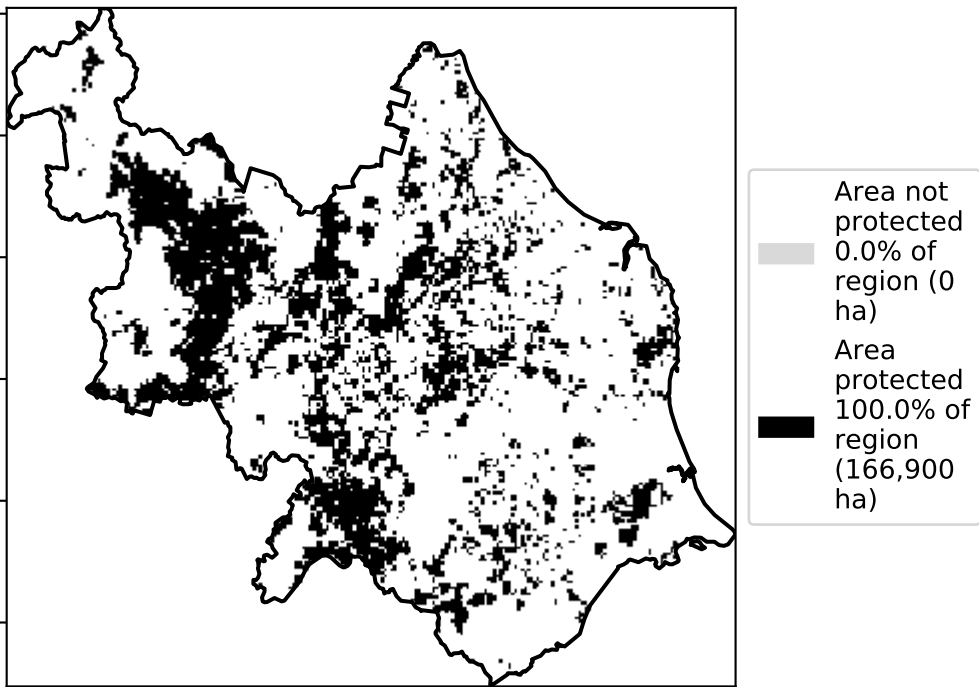 Area not
protected
0.0% of
region (0
ha)
Area
protected
100.0% of
region
(166,900
ha)